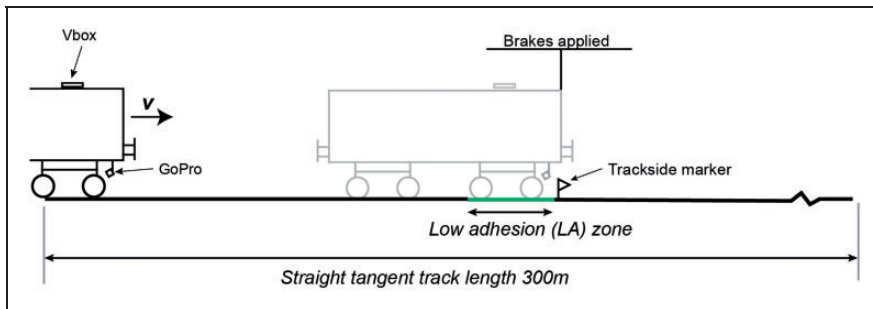 Vbox
Brakes applied
v
GoPro
Trackside marker
Low adhesion (LA) zone
Straight tangent track length 300m